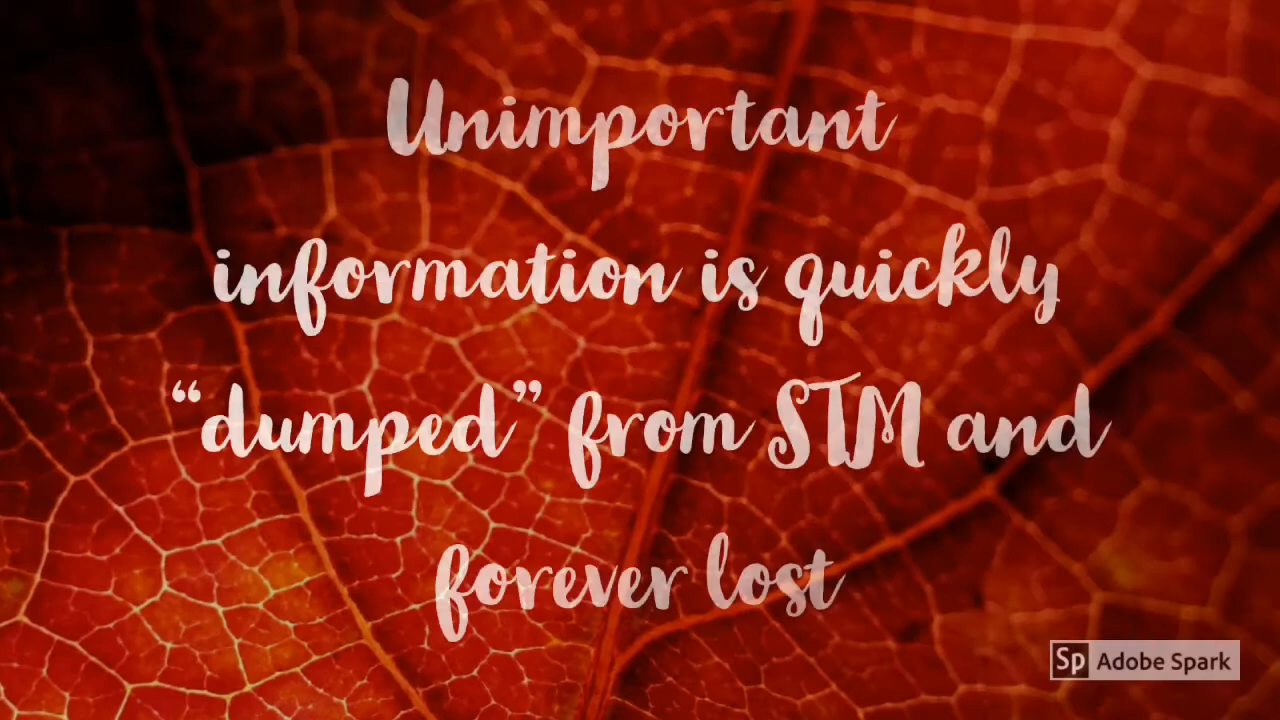 Unimportant
information is quickly
“dumped” from STM and
forever lost
Sp Adobe Spark